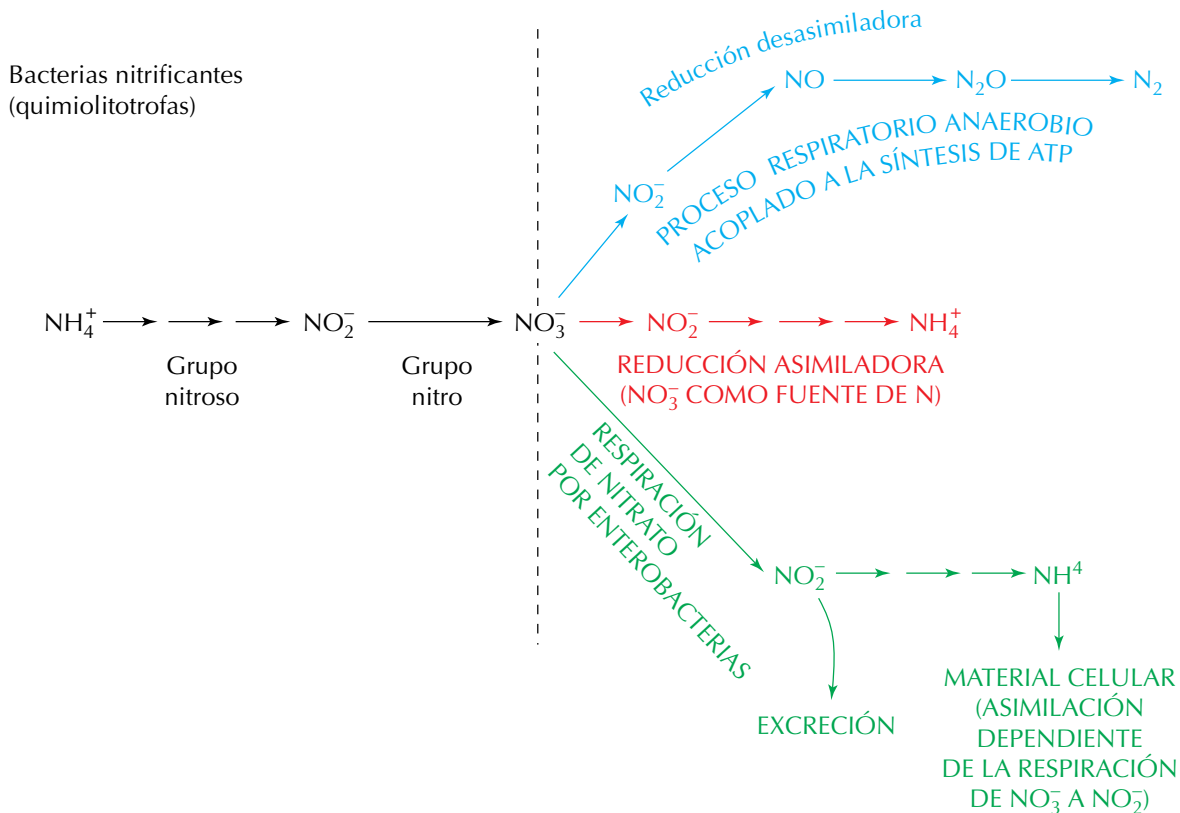 Bacterias nitrificantes
(quimiolitotrofas)
Reducción desasimiladora
NO N₂O N₂
NO₂⁻
PROCESO RESPIRATORIO ANAEROBIO
ACOPLADO A LA SÍNTESIS DE ATP
NH₄⁺ NO₂⁻ NO₃⁻ NO₂⁻ NH₄⁺
Grupo
nitroso
Grupo
nitro
REDUCCIÓN ASIMILADORA
(NO₃⁻ COMO FUENTE DE N)
RESPIRACIÓN
DE NITRATO
POR ENTEROBACTERIAS
NO₂⁻ NH⁴
EXCRECIÓN
MATERIAL CELULAR
(ASIMILACIÓN
DEPENDIENTE
DE LA RESPIRACIÓN
DE NO₃⁻ A NO₂⁻)